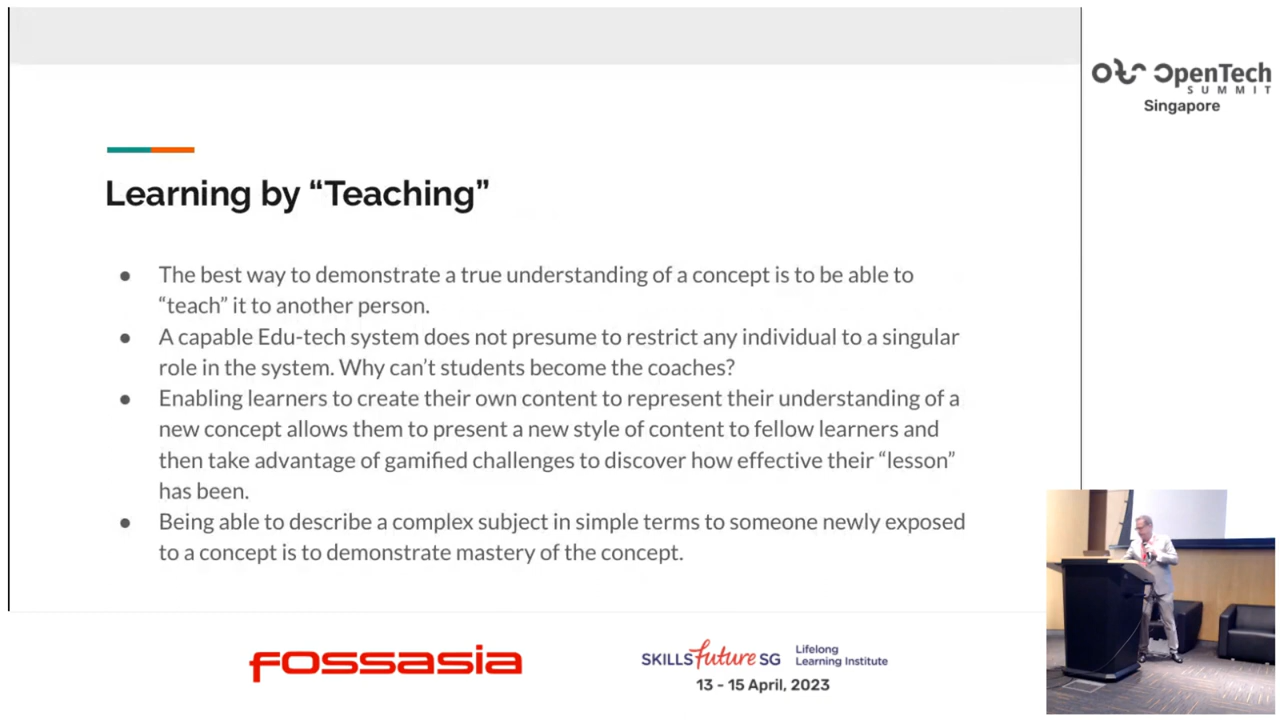 OpenTech
SUMMIT
Singapore
Learning by “Teaching”
● The best way to demonstrate a true understanding of a concept is to be able to
“teach” it to another person.
● A capable Edu-tech system does not presume to restrict any individual to a singular
role in the system. Why can’t students become the coaches?
● Enabling learners to create their own content to represent their understanding of a
new concept allows them to present a new style of content to fellow learners and
then take advantage of gamified challenges to discover how effective their “lesson”
has been.
● Being able to describe a complex subject in simple terms to someone newly exposed
to a concept is to demonstrate mastery of the concept.
fossasia
SKILLSfuture SG
Lifelong
Learning Institute
13 - 15 April, 2023